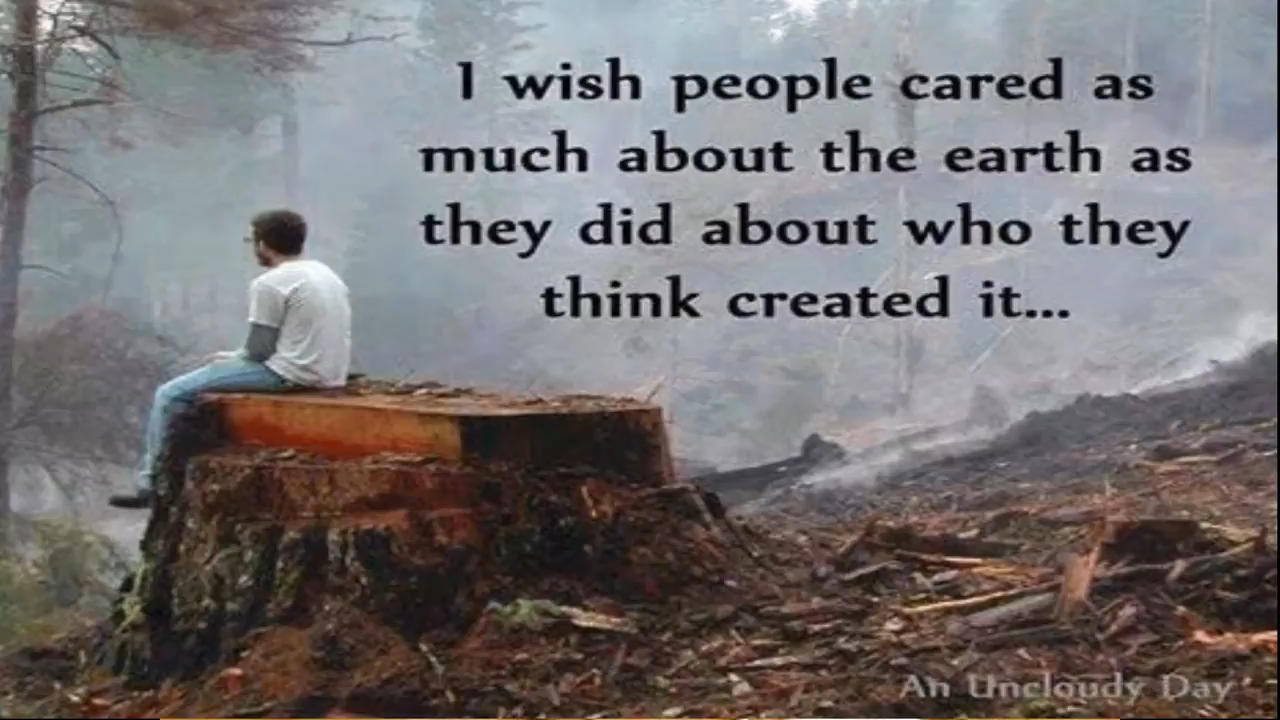 I wish people cared as
much about the earth as
they did about who they
think created it...
An Uncloudy Day